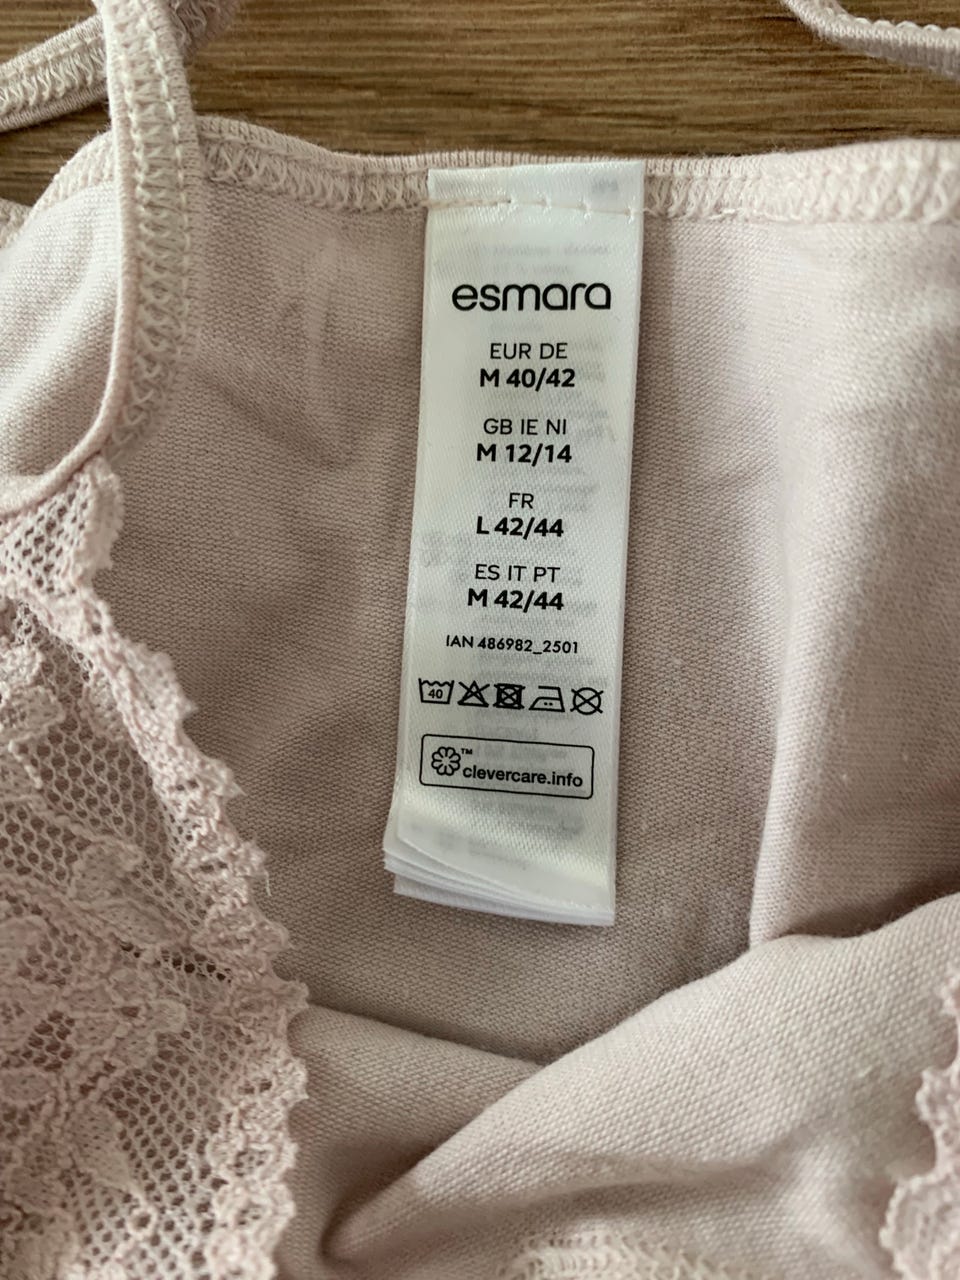 esmara
EUR DE
M 40/42
GB IE NI
M 12/14
FR
L 42/44
ES IT PT
M 42/44
IAN 486982_2501
40
™
clevercare.info